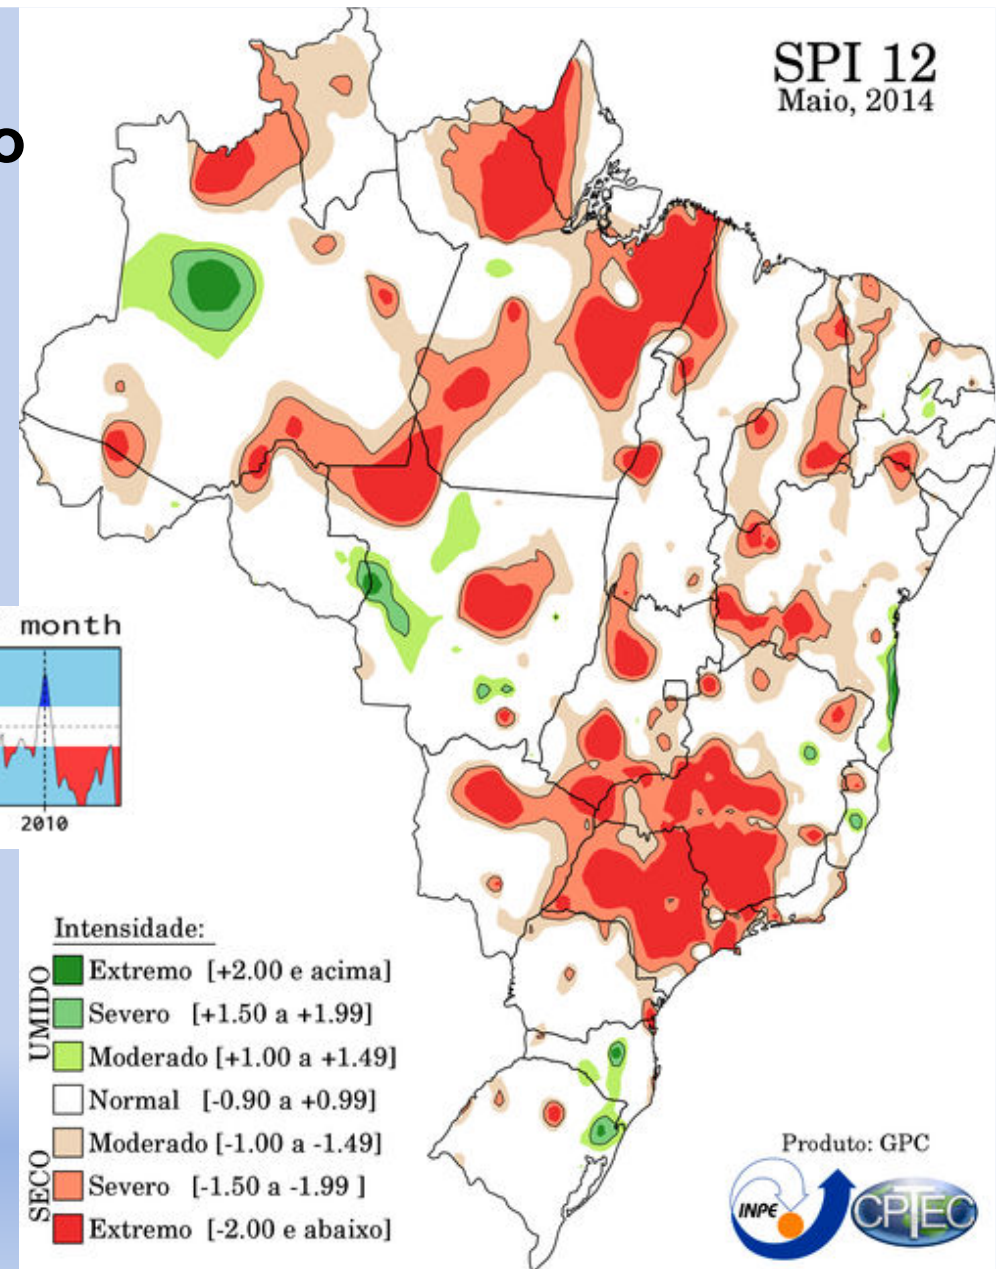 SPI 12
Maio, 2014
o
month
2010
Intensidade:
UMIDO
Extremo [+2.00 e acima]
Severo [+1.50 a +1.99]
Moderado [+1.00 a +1.49]
Normal [-0.90 a +0.99]
SECO
Moderado [-1.00 a -1.49]
Severo [-1.50 a -1.99 ]
Extremo [-2.00 e abaixo]
Produto: GPC
INPE
CPTEC